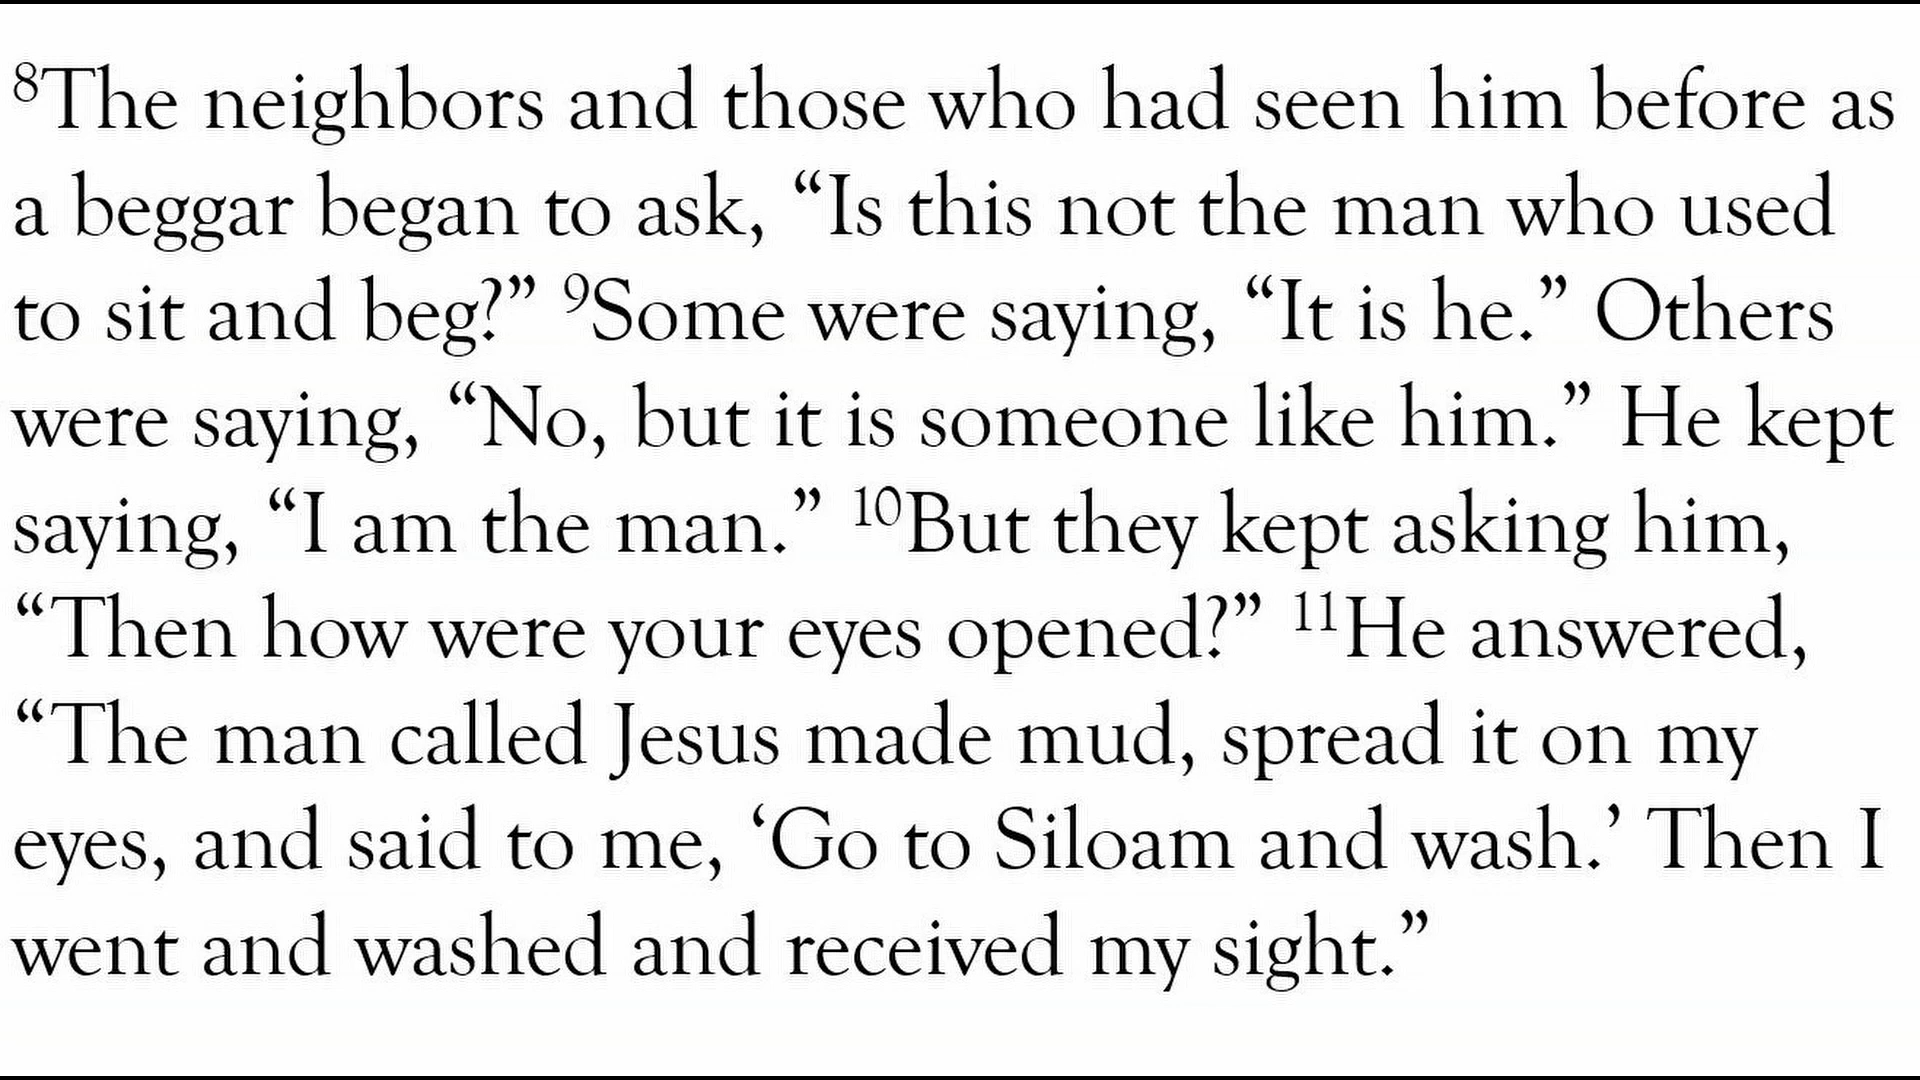 ⁸The neighbors and those who had seen him before as
a beggar began to ask, “Is this not the man who used
to sit and beg?” ⁹Some were saying, “It is he.” Others
were saying, “No, but it is someone like him.” He kept
saying, “I am the man.” ¹⁰But they kept asking him,
“Then how were your eyes opened?” ¹¹He answered,
“The man called Jesus made mud, spread it on my
eyes, and said to me, ‘Go to Siloam and wash.’ Then I
went and washed and received my sight.”